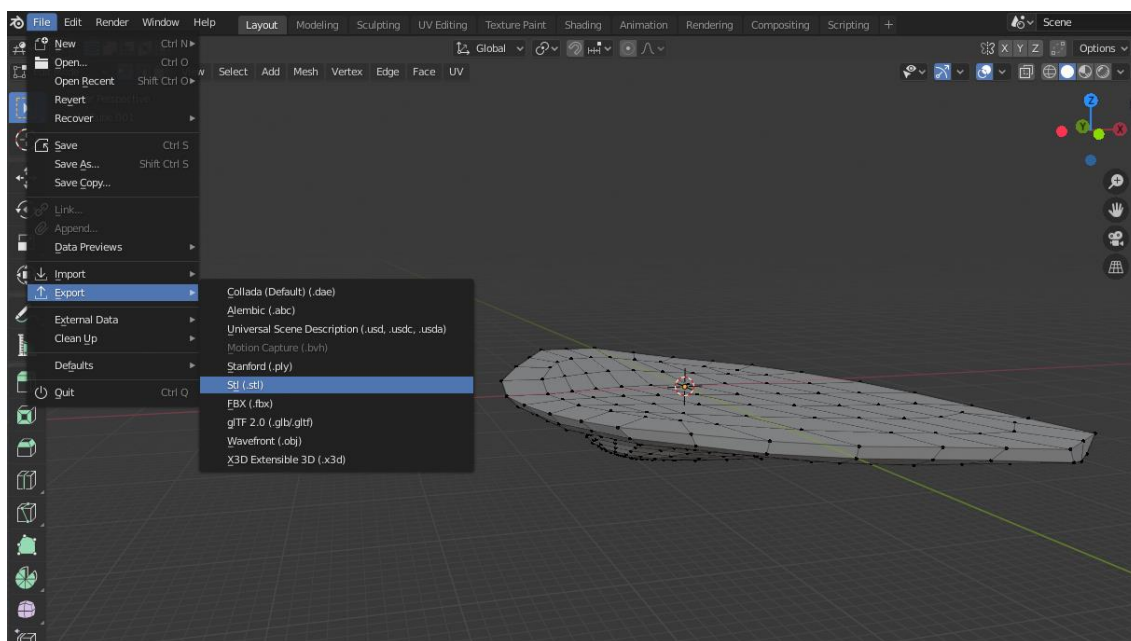 File Edit Render Window Help Layout Modeling Sculpting UV Editing Texture Paint Shading Animation Rendering Compositing Scripting + Scene
New Ctrl N
Global X Y Z Options
Open... Ctrl O
Select Add Mesh Vertex Edge Face UV
Open Recent Shift Ctrl O
Revert
Recover
Save Ctrl S
Save As... Shift Ctrl S
Save Copy...
Link...
Append...
Data Previews
Import
Export
External Data
Clean Up
Defaults
Quit Ctrl Q
Collada (Default) (.dae)
Alembic (.abc)
Universal Scene Description (.usd, .usdc, .usda)
Motion Capture (.bvh)
Stanford (.ply)
Stl (.stl)
FBX (.fbx)
glTF 2.0 (.glb/.gltf)
Wavefront (.obj)
X3D Extensible 3D (.x3d)
Z
Y
X